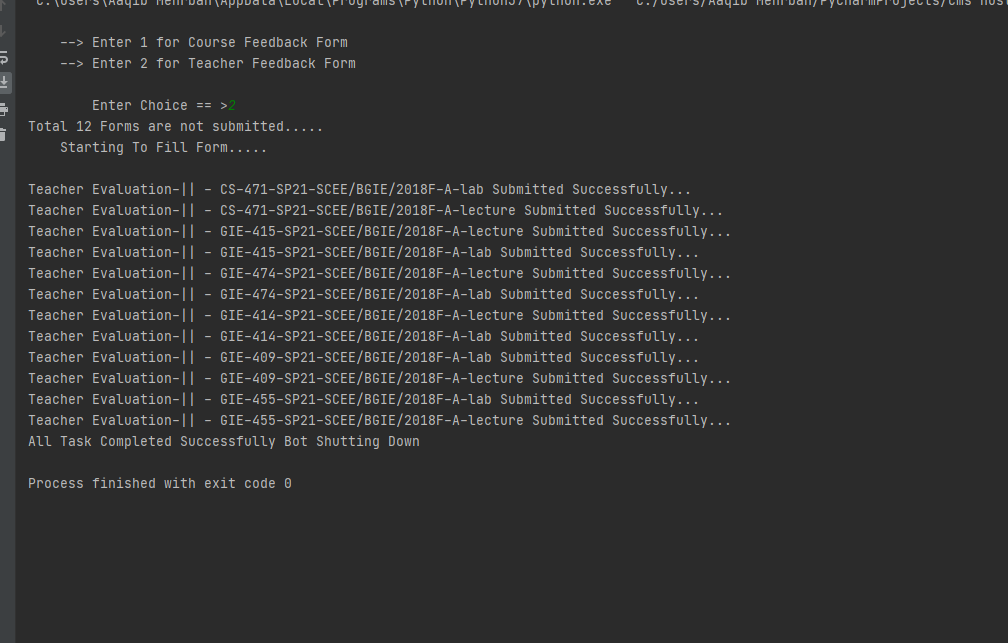 C:\Users\Aaqib Mehrban\AppData\Local\Programs\Python\Python37\python.exe "C:/Users/Aaqib Mehrban/PycharmProjects/cms
--> Enter 1 for Course Feedback Form
--> Enter 2 for Teacher Feedback Form
Enter Choice == >2
Total 12 Forms are not submitted.....
Starting To Fill Form.....
Teacher Evaluation-|| - CS-471-SP21-SCEE/BGIE/2018F-A-lab Submitted Successfully...
Teacher Evaluation-|| - CS-471-SP21-SCEE/BGIE/2018F-A-lecture Submitted Successfully...
Teacher Evaluation-|| - GIE-415-SP21-SCEE/BGIE/2018F-A-lecture Submitted Successfully...
Teacher Evaluation-|| - GIE-415-SP21-SCEE/BGIE/2018F-A-lab Submitted Successfully...
Teacher Evaluation-|| - GIE-474-SP21-SCEE/BGIE/2018F-A-lecture Submitted Successfully...
Teacher Evaluation-|| - GIE-474-SP21-SCEE/BGIE/2018F-A-lab Submitted Successfully...
Teacher Evaluation-|| - GIE-414-SP21-SCEE/BGIE/2018F-A-lecture Submitted Successfully...
Teacher Evaluation-|| - GIE-414-SP21-SCEE/BGIE/2018F-A-lab Submitted Successfully...
Teacher Evaluation-|| - GIE-409-SP21-SCEE/BGIE/2018F-A-lab Submitted Successfully...
Teacher Evaluation-|| - GIE-409-SP21-SCEE/BGIE/2018F-A-lecture Submitted Successfully...
Teacher Evaluation-|| - GIE-455-SP21-SCEE/BGIE/2018F-A-lab Submitted Successfully...
Teacher Evaluation-|| - GIE-455-SP21-SCEE/BGIE/2018F-A-lecture Submitted Successfully...
All Task Completed Successfully Bot Shutting Down
Process finished with exit code 0